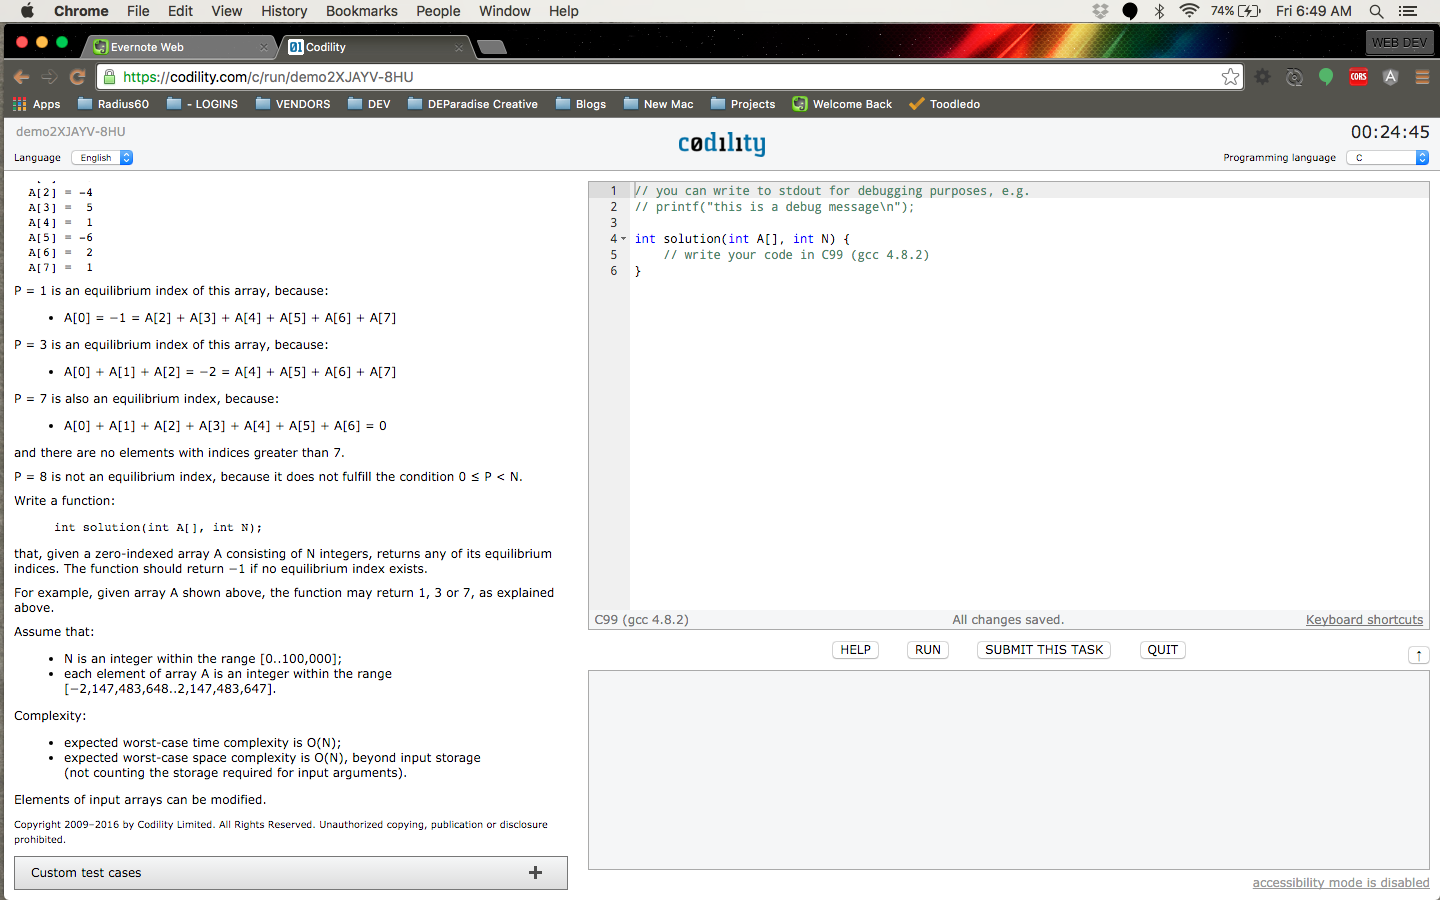 Chrome File Edit View History Bookmarks People Window Help 74% Fri 6:49 AM
Evernote Web Codility WEB DEV
https://codility.com/c/run/demo2XJAYV-8HU CORS
Apps Radius60 - LOGINS VENDORS DEV DEParadise Creative Blogs New Mac Projects Welcome Back Toodledo
demo2XJAYV-8HU
codility
00:24:45
Language English
Programming language C
A[2] = -4
A[3] = 5
A[4] = 1
A[5] = -6
A[6] = 2
A[7] = 1
P = 1 is an equilibrium index of this array, because:
• A[0] = −1 = A[2] + A[3] + A[4] + A[5] + A[6] + A[7]
P = 3 is an equilibrium index of this array, because:
• A[0] + A[1] + A[2] = −2 = A[4] + A[5] + A[6] + A[7]
P = 7 is also an equilibrium index, because:
• A[0] + A[1] + A[2] + A[3] + A[4] + A[5] + A[6] = 0
and there are no elements with indices greater than 7.
P = 8 is not an equilibrium index, because it does not fulfill the condition 0 ≤ P < N.
Write a function:
int solution(int A[], int N);
that, given a zero-indexed array A consisting of N integers, returns any of its equilibrium
indices. The function should return −1 if no equilibrium index exists.
For example, given array A shown above, the function may return 1, 3 or 7, as explained
above.
Assume that:
• N is an integer within the range [0..100,000];
• each element of array A is an integer within the range
[−2,147,483,648..2,147,483,647].
Complexity:
• expected worst-case time complexity is O(N);
• expected worst-case space complexity is O(N), beyond input storage
(not counting the storage required for input arguments).
Elements of input arrays can be modified.
Copyright 2009–2016 by Codility Limited. All Rights Reserved. Unauthorized copying, publication or disclosure
prohibited.
Custom test cases +
1 // you can write to stdout for debugging purposes, e.g.
2 // printf("this is a debug message\n");
3
4 int solution(int A[], int N) {
5 // write your code in C99 (gcc 4.8.2)
6 }
C99 (gcc 4.8.2) All changes saved. Keyboard shortcuts
HELP RUN SUBMIT THIS TASK QUIT ↑
accessibility mode is disabled